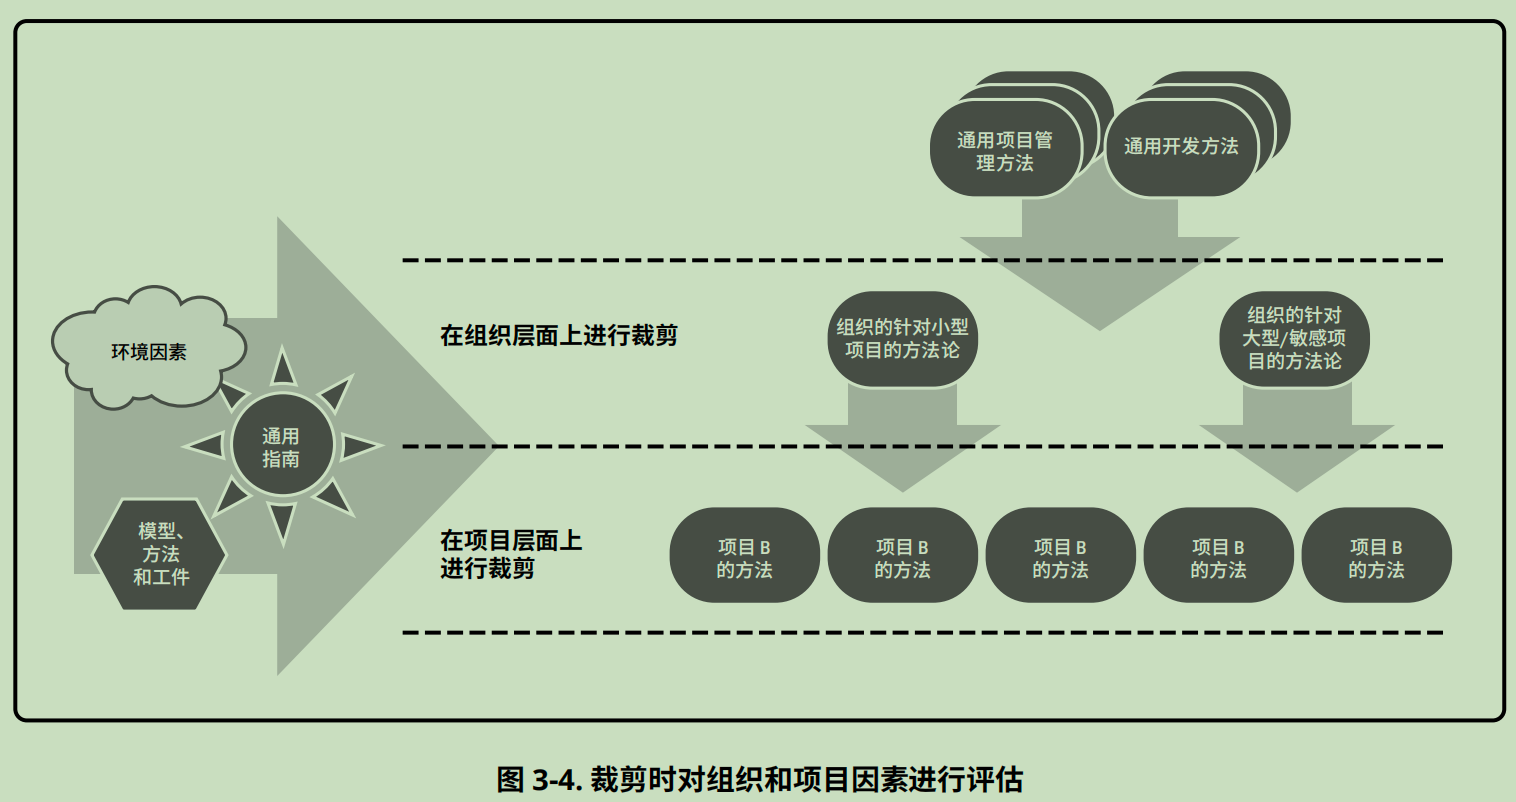 通用项目管
理方法
通用开发方法
环境因素
通用
指南
模型、
方法
和工件
在组织层面上进行裁剪
组织的针对小型
项目的方法论
组织的针对
大型/敏感项
目的方法论
在项目层面上
进行裁剪
项目 B
的方法
项目 B
的方法
项目 B
的方法
项目 B
的方法
项目 B
的方法
图 3-4. 裁剪时对组织和项目因素进行评估